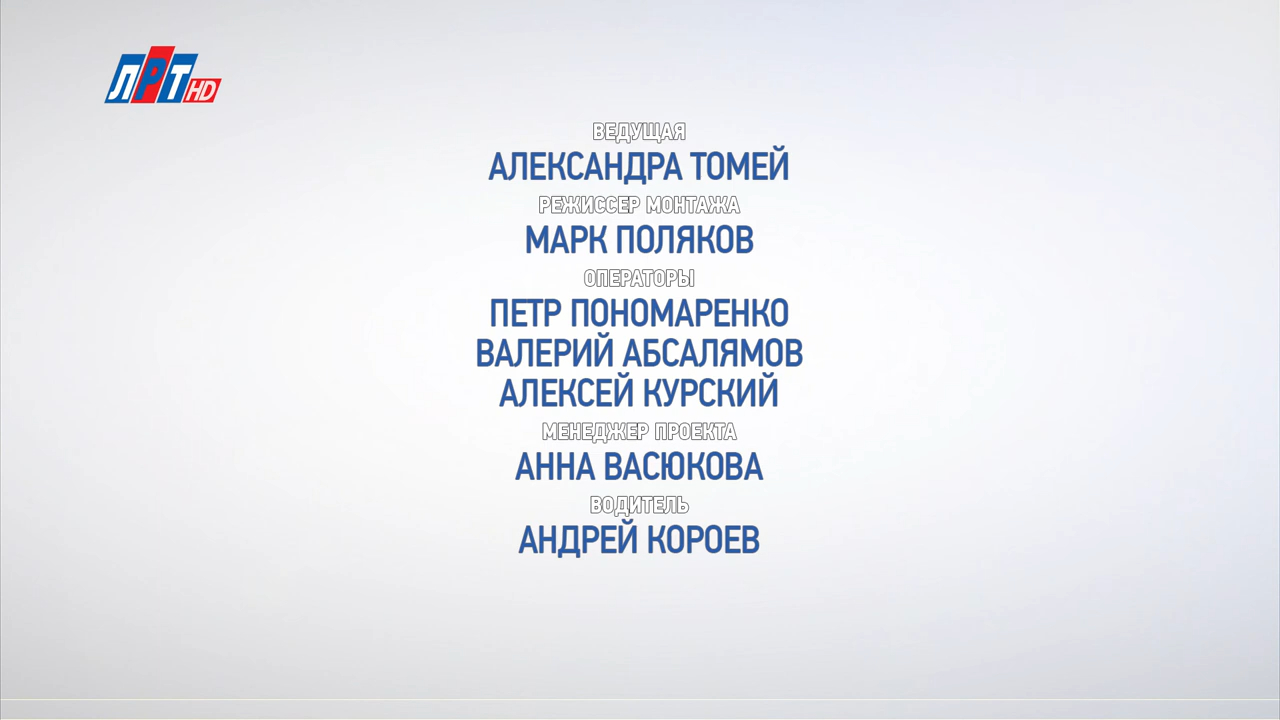 ЛРТ HD
ВЕДУЩАЯ
АЛЕКСАНДРА ТОМЕЙ
РЕЖИССЕР МОНТАЖА
МАРК ПОЛЯКОВ
ОПЕРАТОРЫ
ПЕТР ПОНОМАРЕНКО
ВАЛЕРИЙ АБСАЛЯМОВ
АЛЕКСЕЙ КУРСКИЙ
МЕНЕДЖЕР ПРОЕКТА
АННА ВАСЮКОВА
ВОДИТЕЛЬ
АНДРЕЙ КОРОЕВ